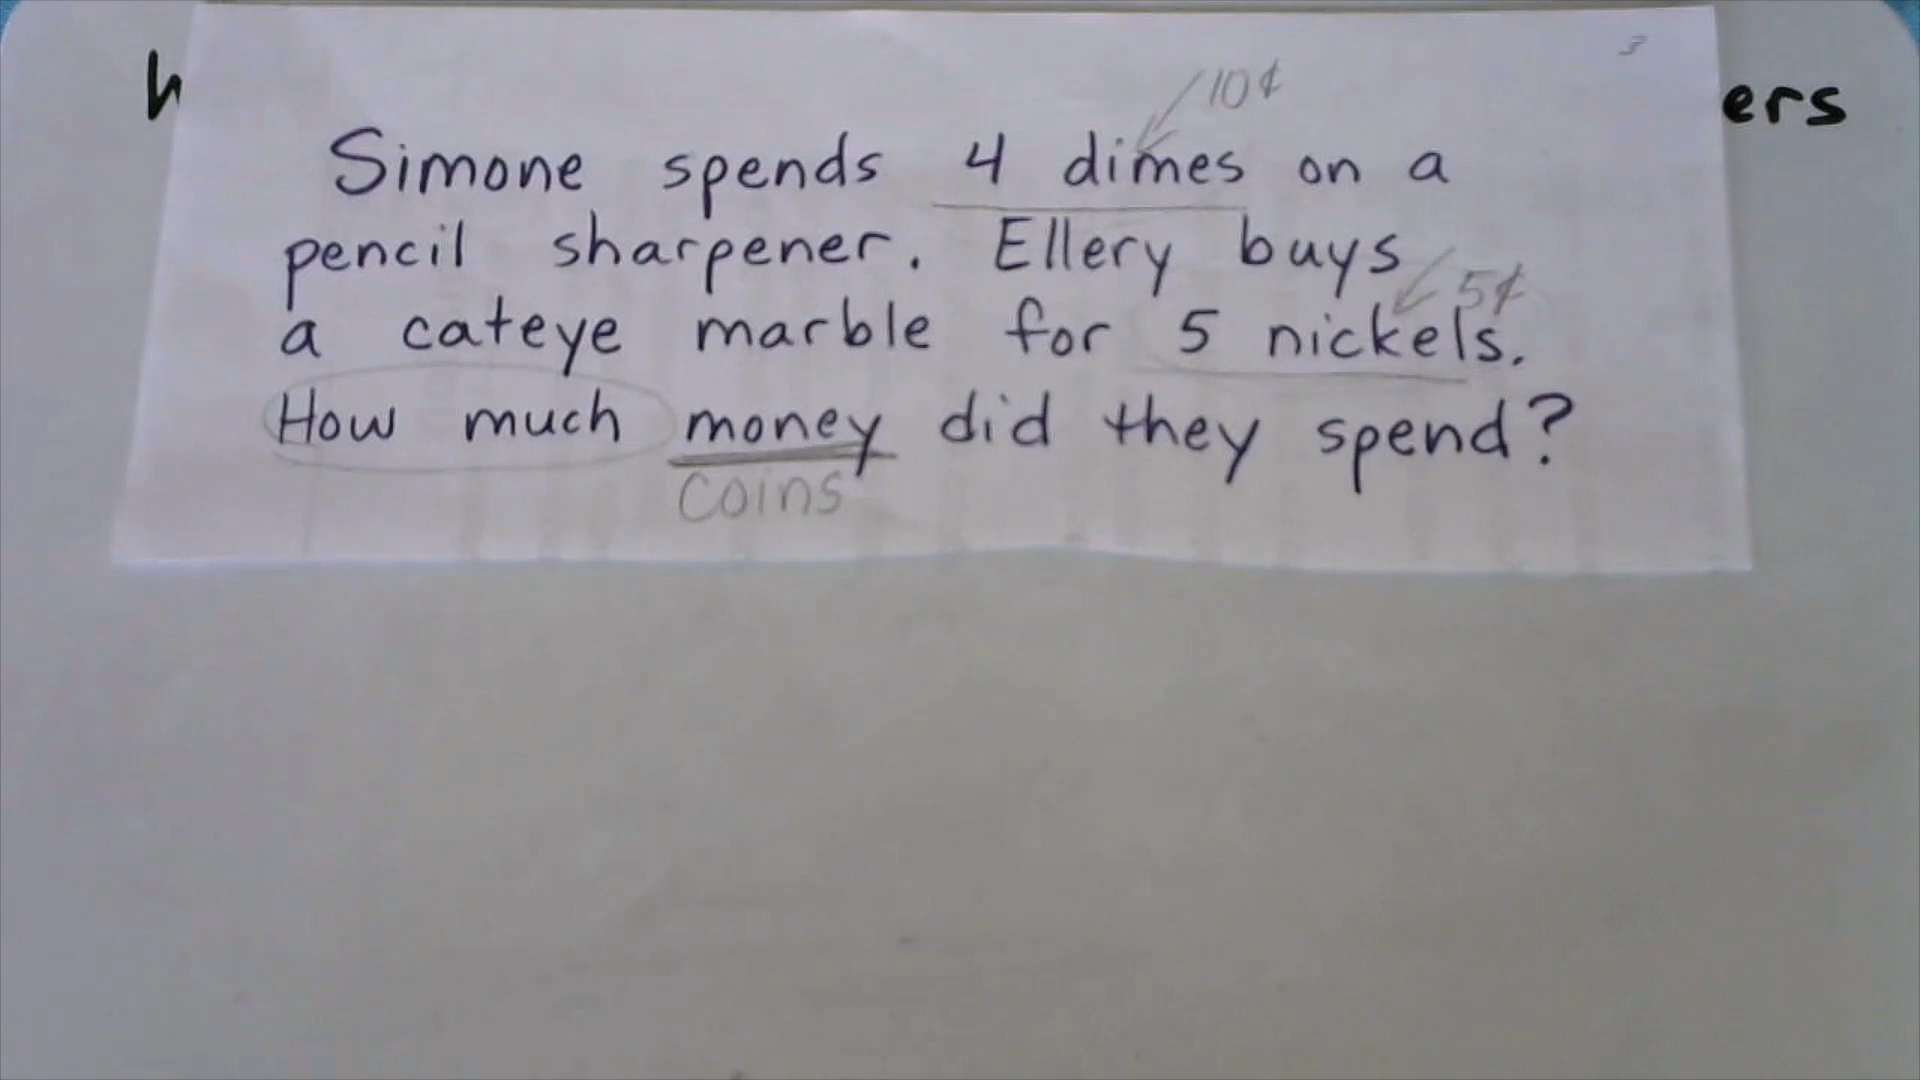 3
10¢
Simone spends 4 dimes on a
pencil sharpener. Ellery buys
5¢
a cateye marble for 5 nickels.
How much money did they spend?
coins
ers